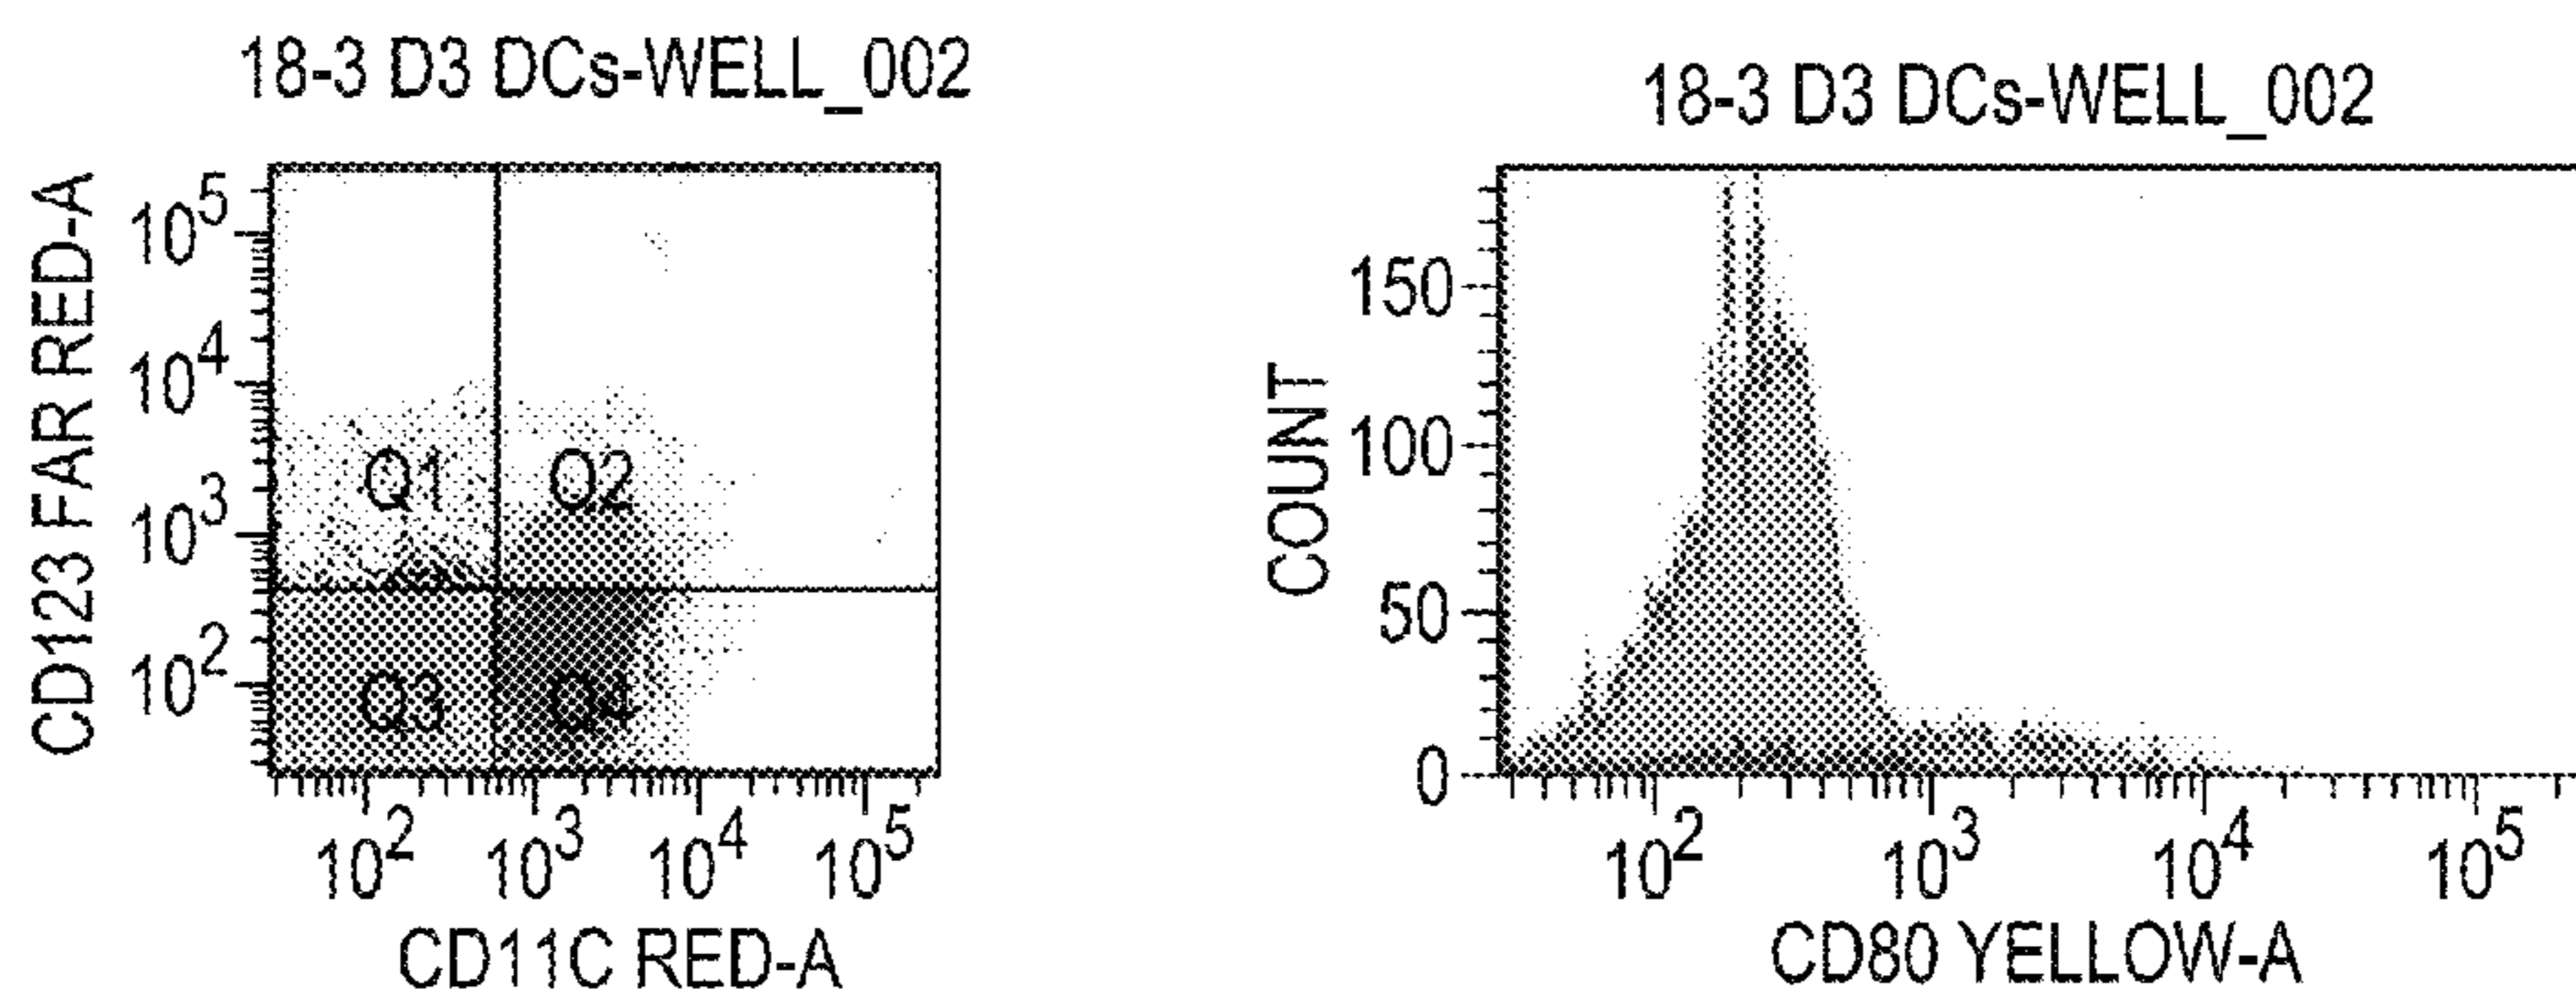 18-3 D3 DCs-WELL_002
CD123 FAR RED-A
10^5
10^4
10^3
10^2
Q1
Q2
Q3
Q4
10^2 10^3 10^4 10^5
CD11C RED-A
18-3 D3 DCs-WELL_002
COUNT
150
100
50
0
10^2 10^3 10^4 10^5
CD80 YELLOW-A